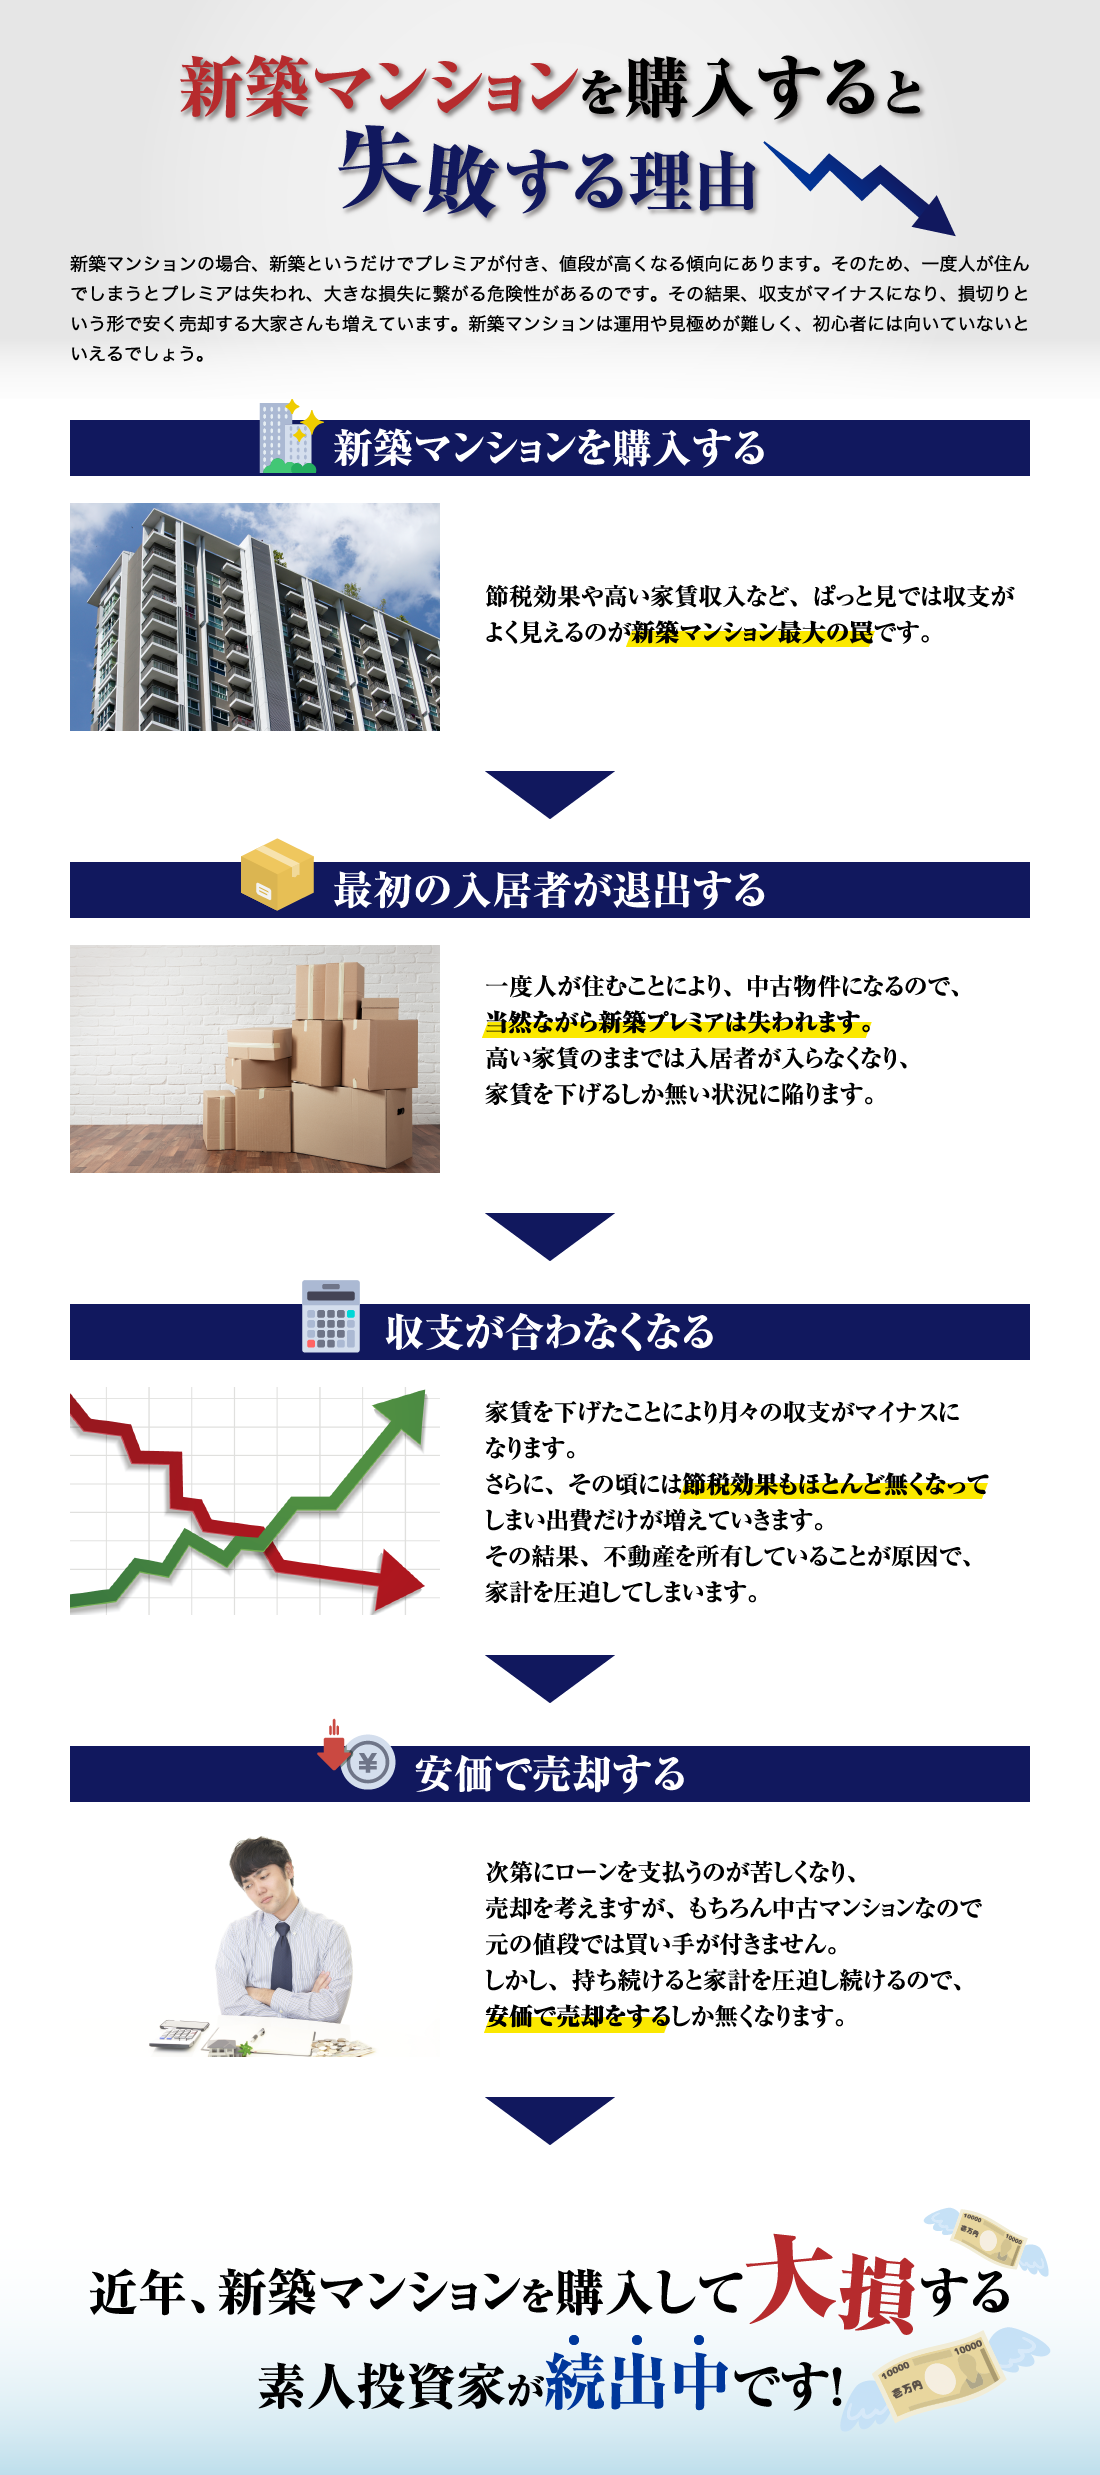 新築マンションを購入すると
失敗する理由
新築マンションの場合、新築というだけでプレミアが付き、値段が高くなる傾向にあります。そのため、一度人が住ん
でしまうとプレミアは失われ、大きな損失に繋がる危険性があるのです。その結果、収支がマイナスになり、損切りと
いう形で安く売却する大家さんも増えています。新築マンションは運用や見極めが難しく、初心者には向いていないと
いえるでしょう。
新築マンションを購入する
節税効果や高い家賃収入など、ぱっと見では収支が
よく見えるのが新築マンション最大の罠です。
最初の入居者が退出する
一度人が住むことにより、中古物件になるので、
当然ながら新築プレミアは失われます。
高い家賃のままでは入居者が入らなくなり、
家賃を下げるしか無い状況に陥ります。
収支が合わなくなる
家賃を下げたことにより月々の収支がマイナスに
なります。
さらに、その頃には節税効果もほとんど無くなって
しまい出費だけが増えていきます。
その結果、不動産を所有していることが原因で、
家計を圧迫してしまいます。
¥
安価で売却する
次第にローンを支払うのが苦しくなり、
売却を考えますが、もちろん中古マンションなので
元の値段では買い手が付きません。
しかし、持ち続けると家計を圧迫し続けるので、
安価で売却をするしか無くなります。
10000
壱万円
10000
近年、新築マンションを購入して大損する
素人投資家が続出中です!
10000
10000
壱万円